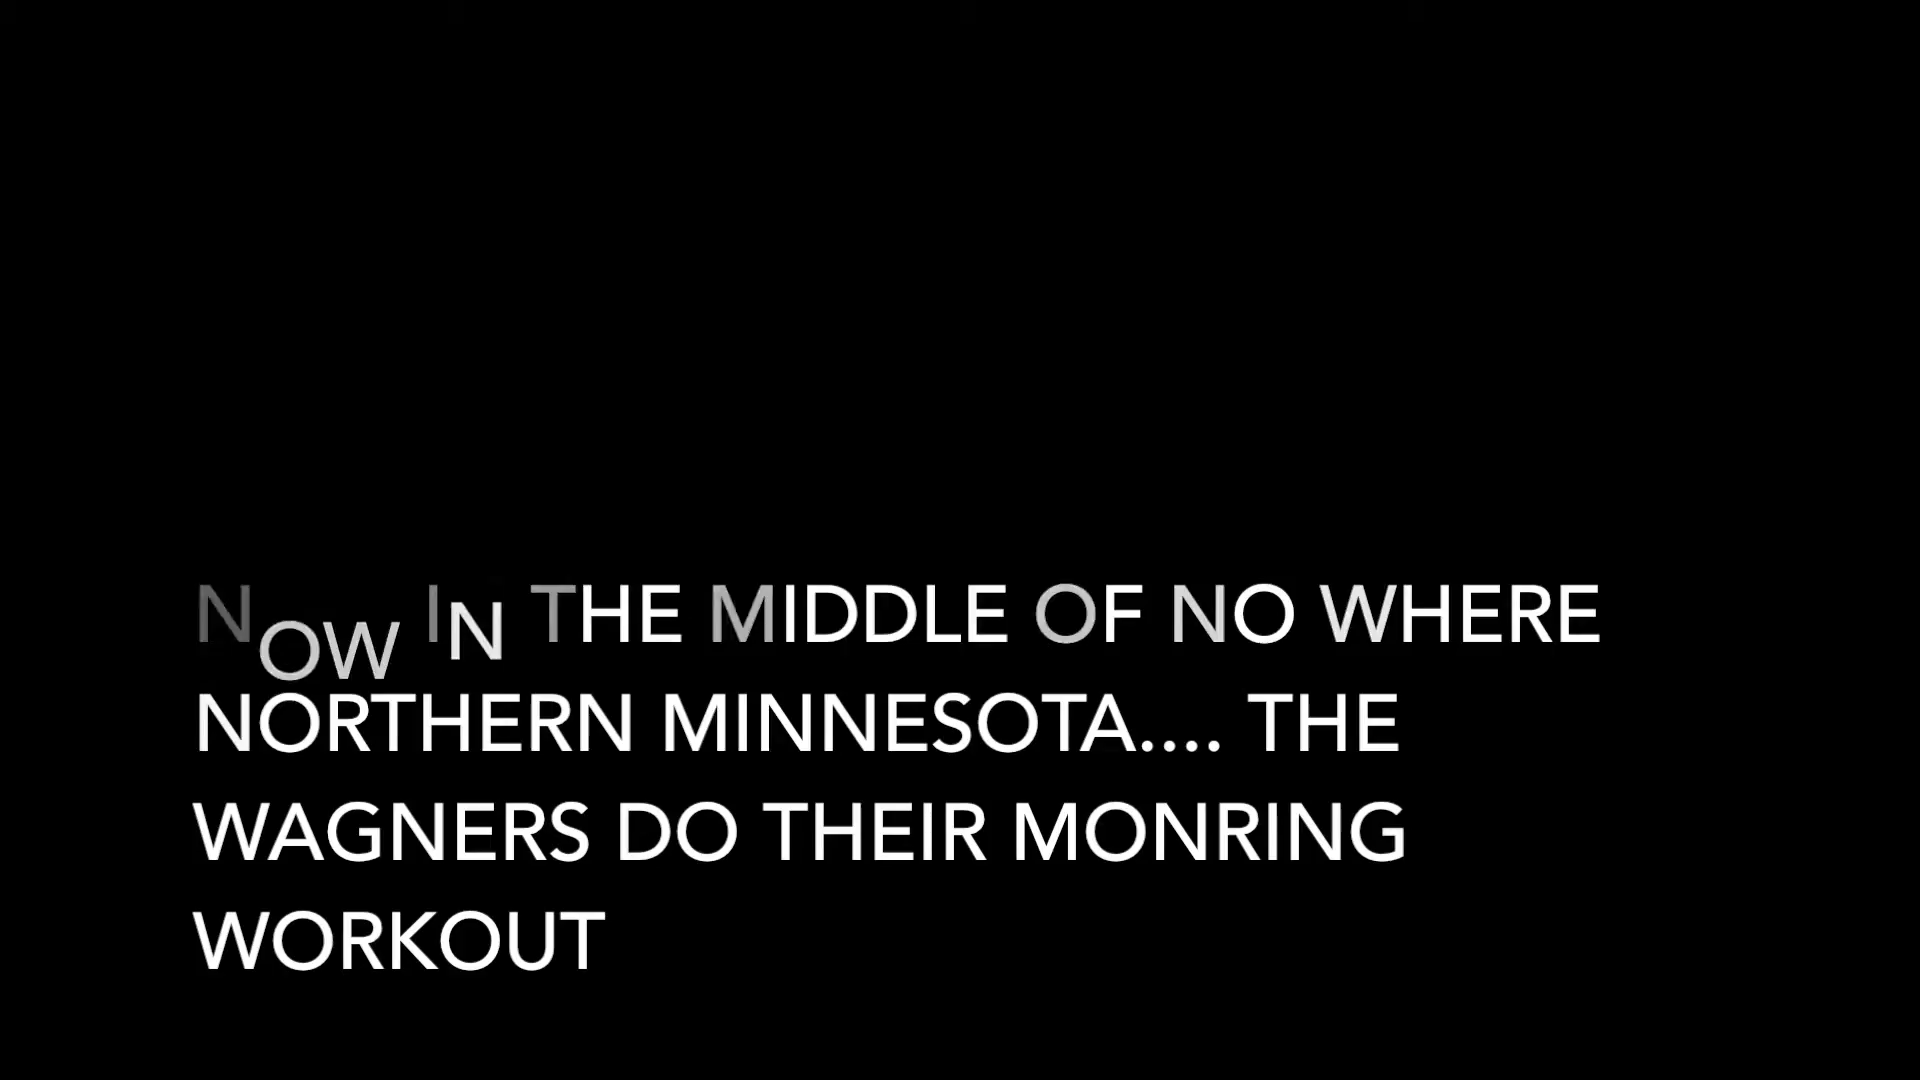 NOW IN THE MIDDLE OF NO WHERE
NORTHERN MINNESOTA.... THE
WAGNERS DO THEIR MONRING
WORKOUT